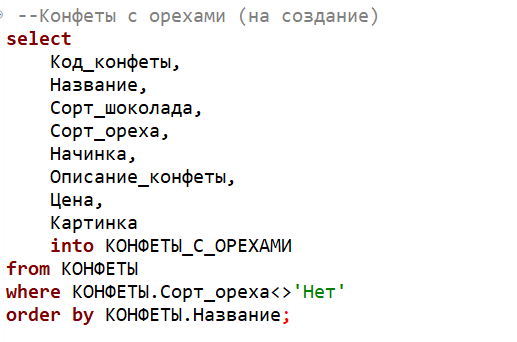 --Конфеты с орехами (на создание)
select
Код_конфеты,
Название,
Сорт_шоколада,
Сорт_ореха,
Начинка,
Описание_конфеты,
Цена,
Картинка
into КОНФЕТЫ_С_ОРЕХАМИ
from КОНФЕТЫ
where КОНФЕТЫ.Сорт_ореха<>'Нет'
order by КОНФЕТЫ.Название;